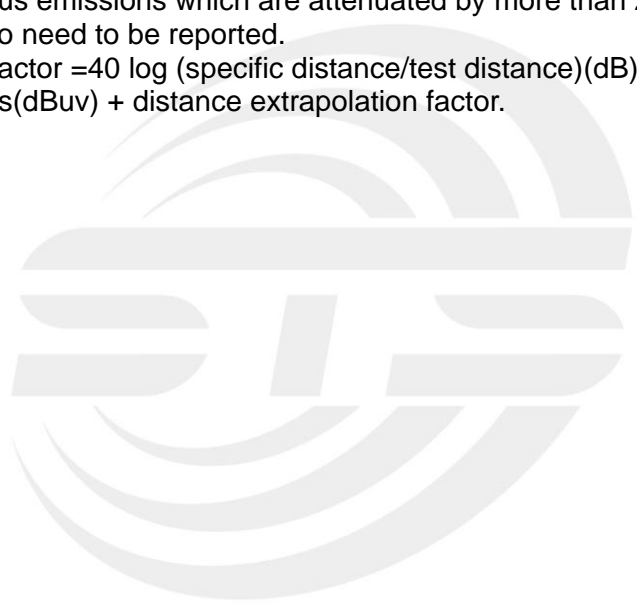 us emissions which are attenuated by more than
o need to be reported.
actor =40 log (specific distance/test distance)(dB)
s(dBuv) + distance extrapolation factor.
STS